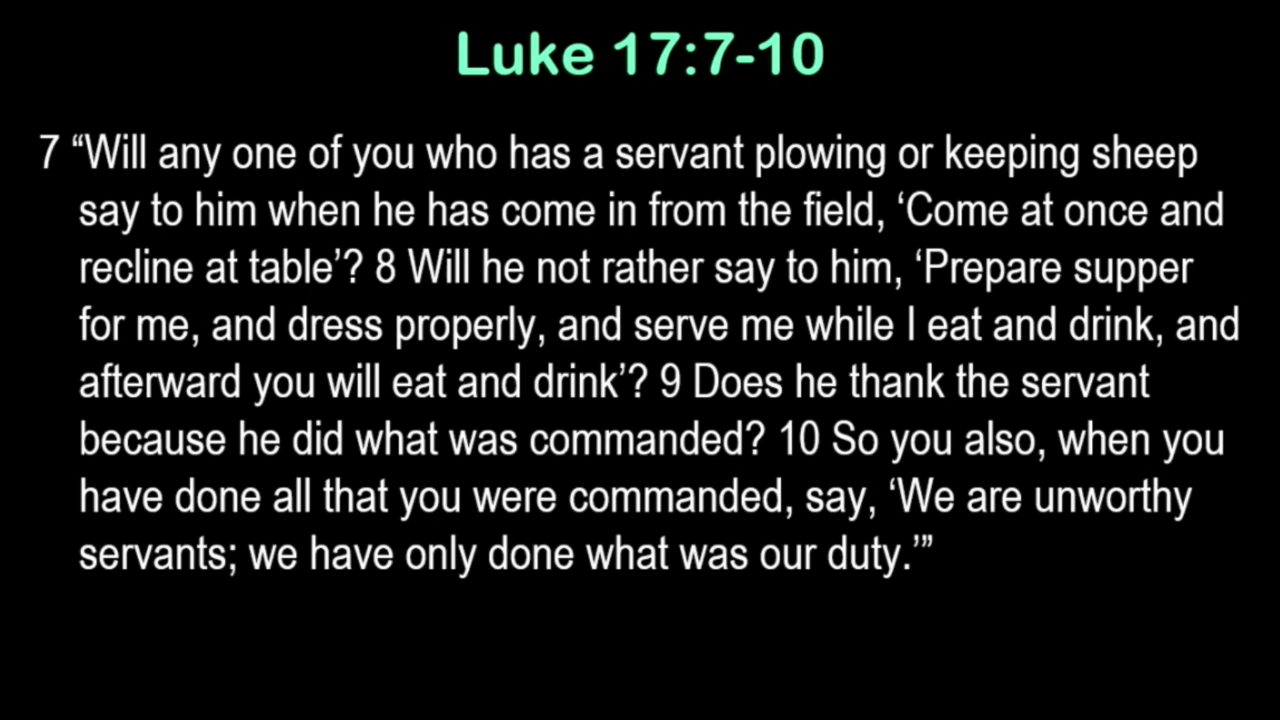 Luke 17:7-10
7 “Will any one of you who has a servant plowing or keeping sheep
say to him when he has come in from the field, ‘Come at once and
recline at table’? 8 Will he not rather say to him, ‘Prepare supper
for me, and dress properly, and serve me while I eat and drink, and
afterward you will eat and drink’? 9 Does he thank the servant
because he did what was commanded? 10 So you also, when you
have done all that you were commanded, say, ‘We are unworthy
servants; we have only done what was our duty.’”